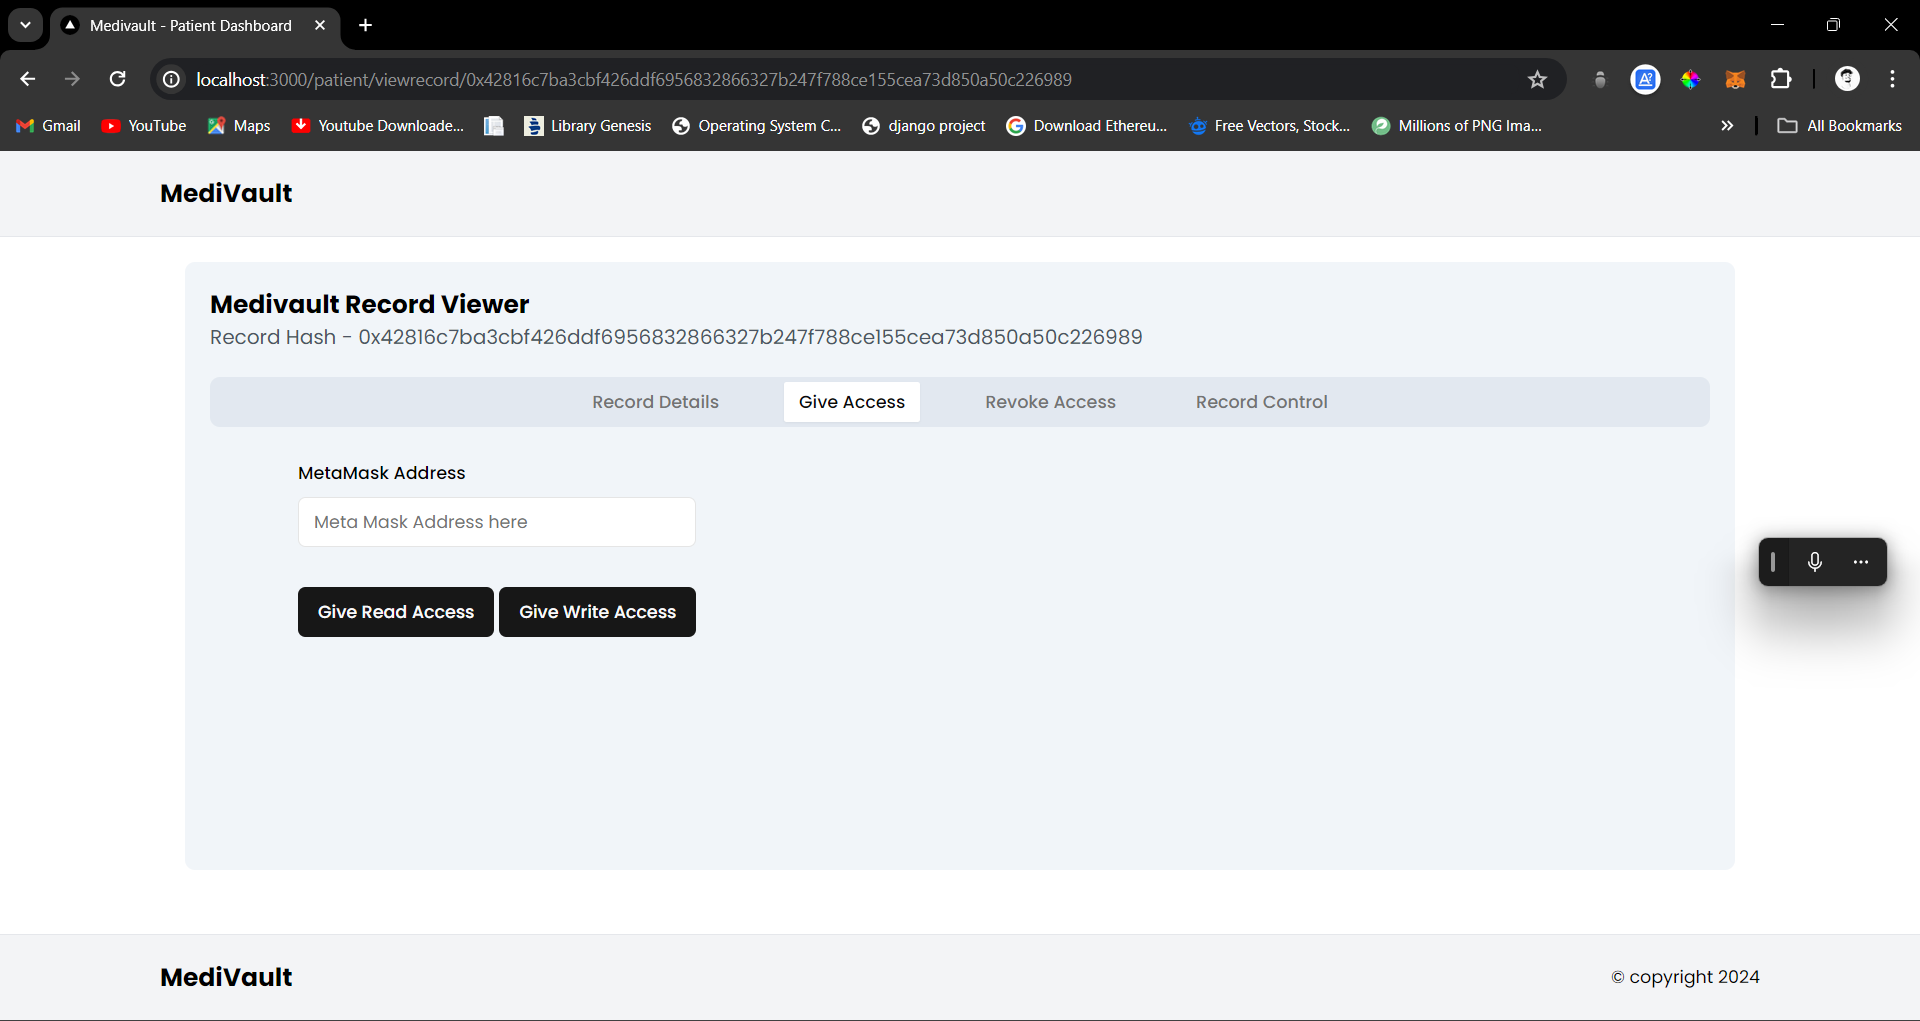 Medivault - Patient Dashboard
localhost:3000/patient/viewrecord/0x42816c7ba3cbf426ddf6956832866327b247f788ce155cea73d850a50c226989
Gmail YouTube Maps Youtube Downloade... Library Genesis Operating System C... django project Download Ethereu... Free Vectors, Stock... Millions of PNG Ima... » All Bookmarks
MediVault
Medivault Record Viewer
Record Hash - 0x42816c7ba3cbf426ddf6956832866327b247f788ce155cea73d850a50c226989
Record Details Give Access Revoke Access Record Control
MetaMask Address
Meta Mask Address here
Give Read Access Give Write Access
MediVault © copyright 2024